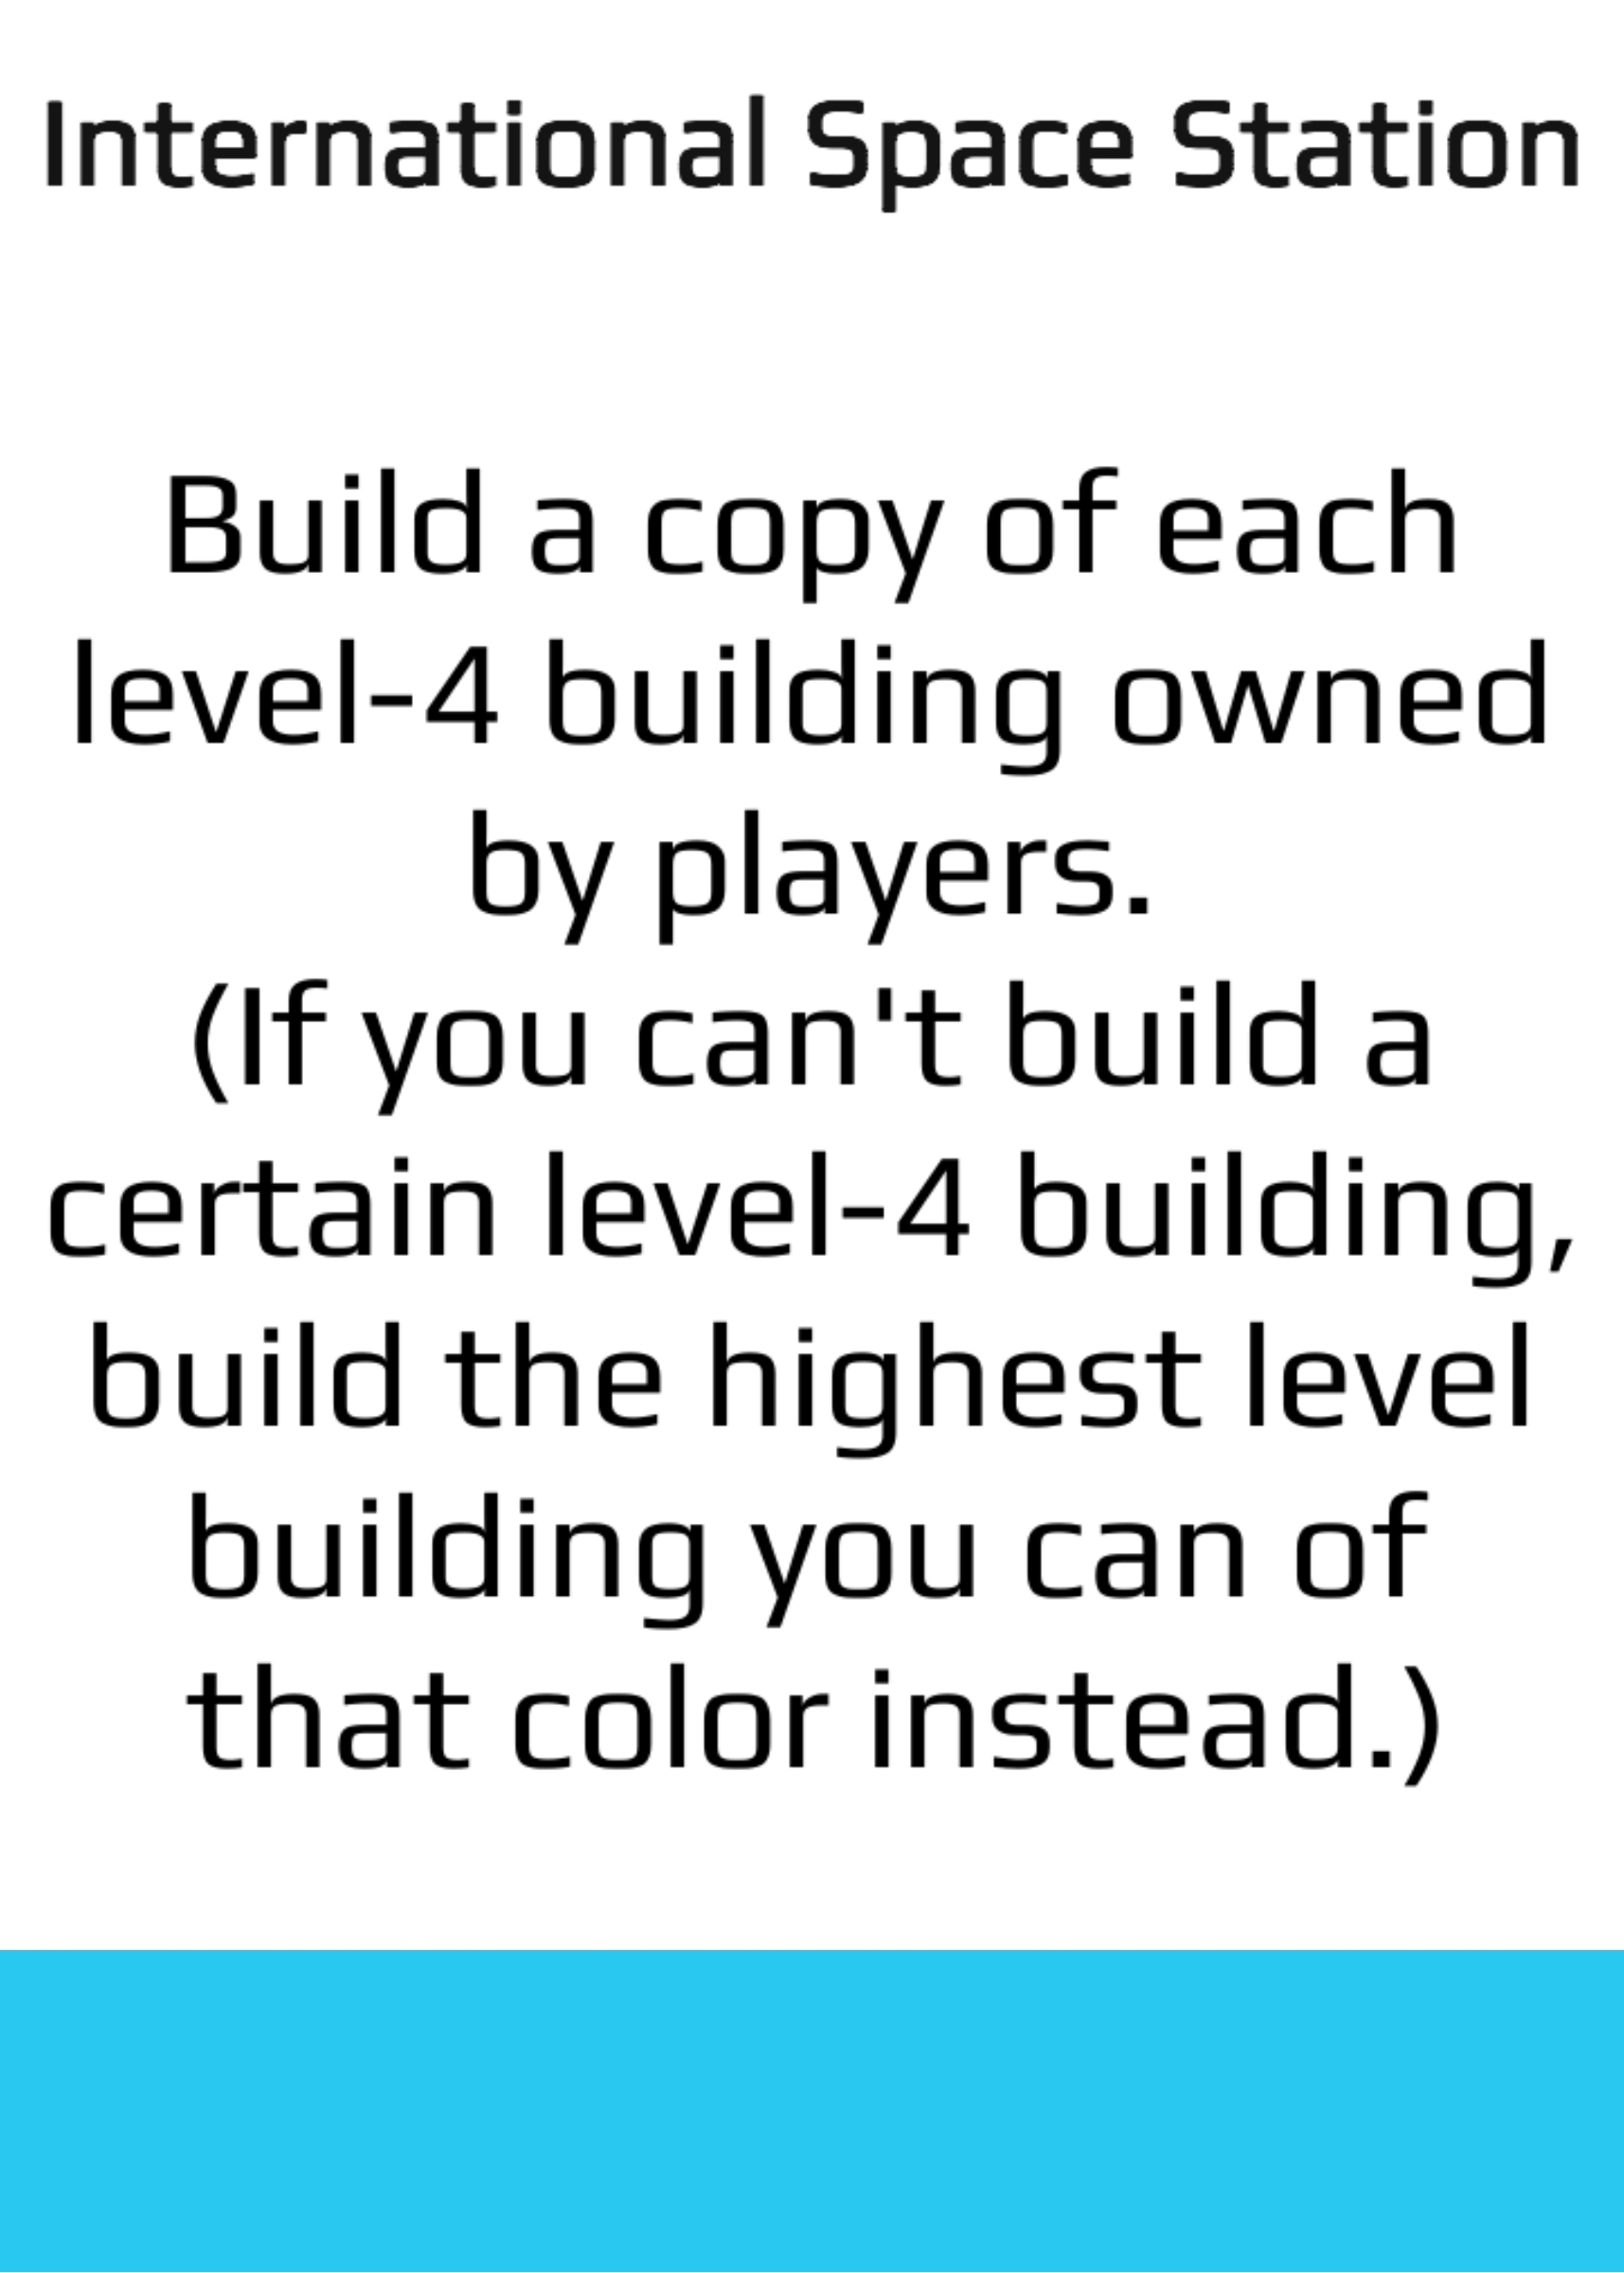 International Space Station
Build a copy of each
level-4 building owned
by players.
(If you can't build a
certain level-4 building,
build the highest level
building you can of
that color instead.)